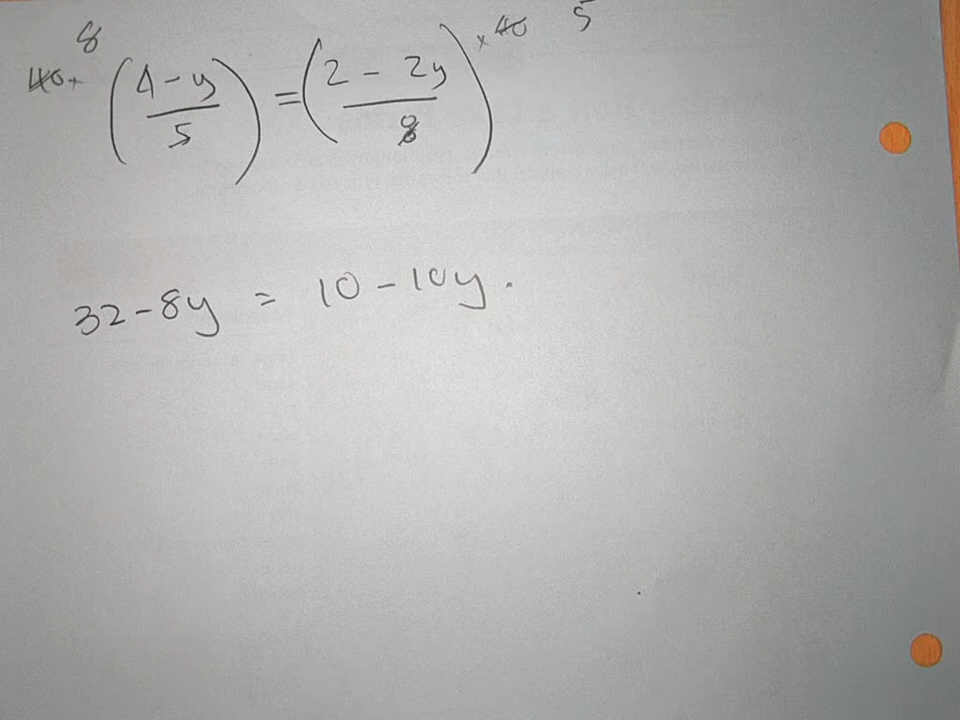 8
40× ((4-y)/5) = ((2 - 2y)/8) × 40 5
32 - 8y = 10 - 10y.